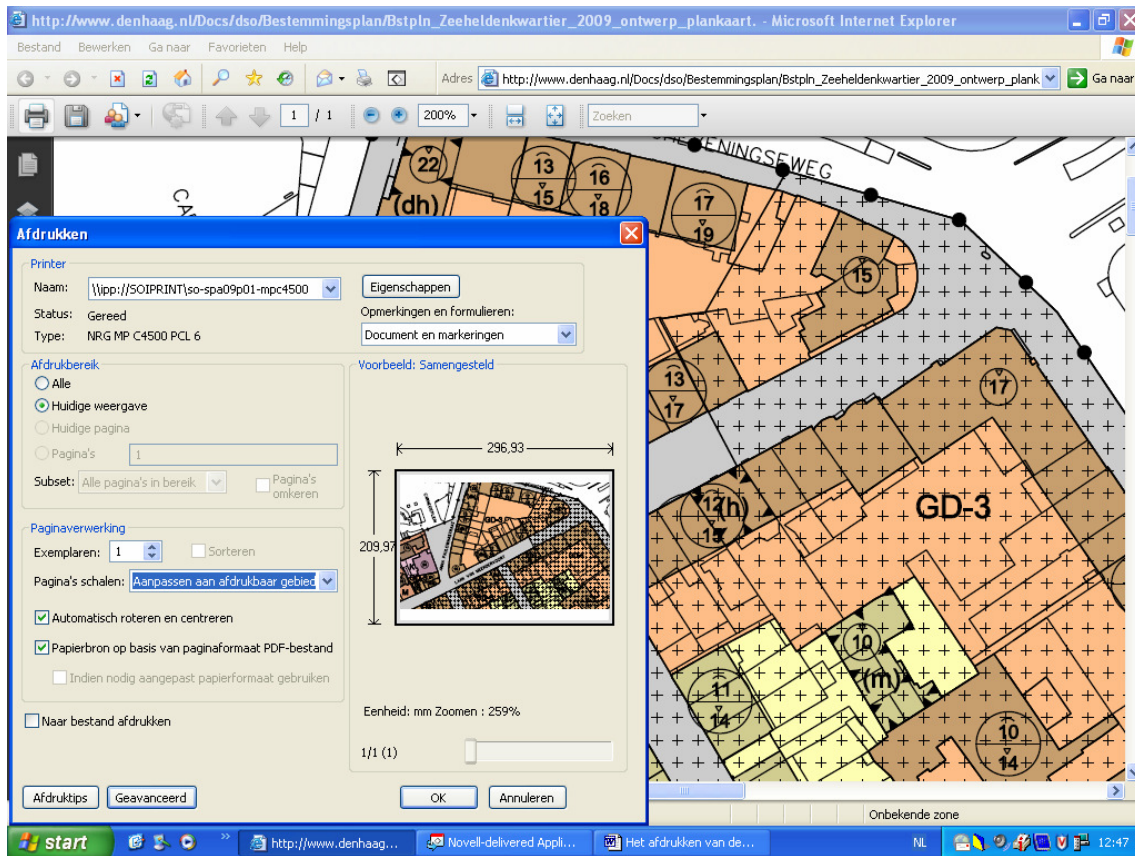 http://www.denhaag.nl/Docs/dso/Bestemmingsplan/Bstpln_Zeeheldenkwartier_2009_ontwerp_plankaart. - Microsoft Internet Explorer
Bestand Bewerken Ga naar Favorieten Help
Adres http://www.denhaag.nl/Docs/dso/Bestemmingsplan/Bstpln_Zeeheldenkwartier_2009_ontwerp_plank Ga naar
1 / 1 200% Zoeken
22
(dh)
13
15
16
18
17
19
15
13
17
17
GD-3
10
(m)
11
14
10
14
Afdrukken
Printer
Naam: \\ipp://SOIPRINT\so-spa09p01-mpc4500
Eigenschappen
Status: Gereed
Opmerkingen en formulieren:
Type: NRG MP C4500 PCL 6
Document en markeringen
Afdrukbereik
Alle
Huidige weergave
Huidige pagina
Pagina's 1
Subset: Alle pagina's in bereik
Pagina's omkeren
Paginaverwerking
Exemplaren: 1
Sorteren
Pagina's schalen: Aanpassen aan afdrukbaar gebied
Automatisch roteren en centreren
Papierbron op basis van paginaformaat PDF-bestand
Indien nodig aangepast papierformaat gebruiken
Naar bestand afdrukken
Voorbeeld: Samengesteld
296,93
209,97
GD-3
Eenheid: mm Zoomen : 259%
1/1 (1)
Afdruktips
Geavanceerd
OK
Annuleren
Onbekende zone
start
http://www.denhaag...
Novell-delivered Appli...
Het afdrukken van de...
NL
12:47